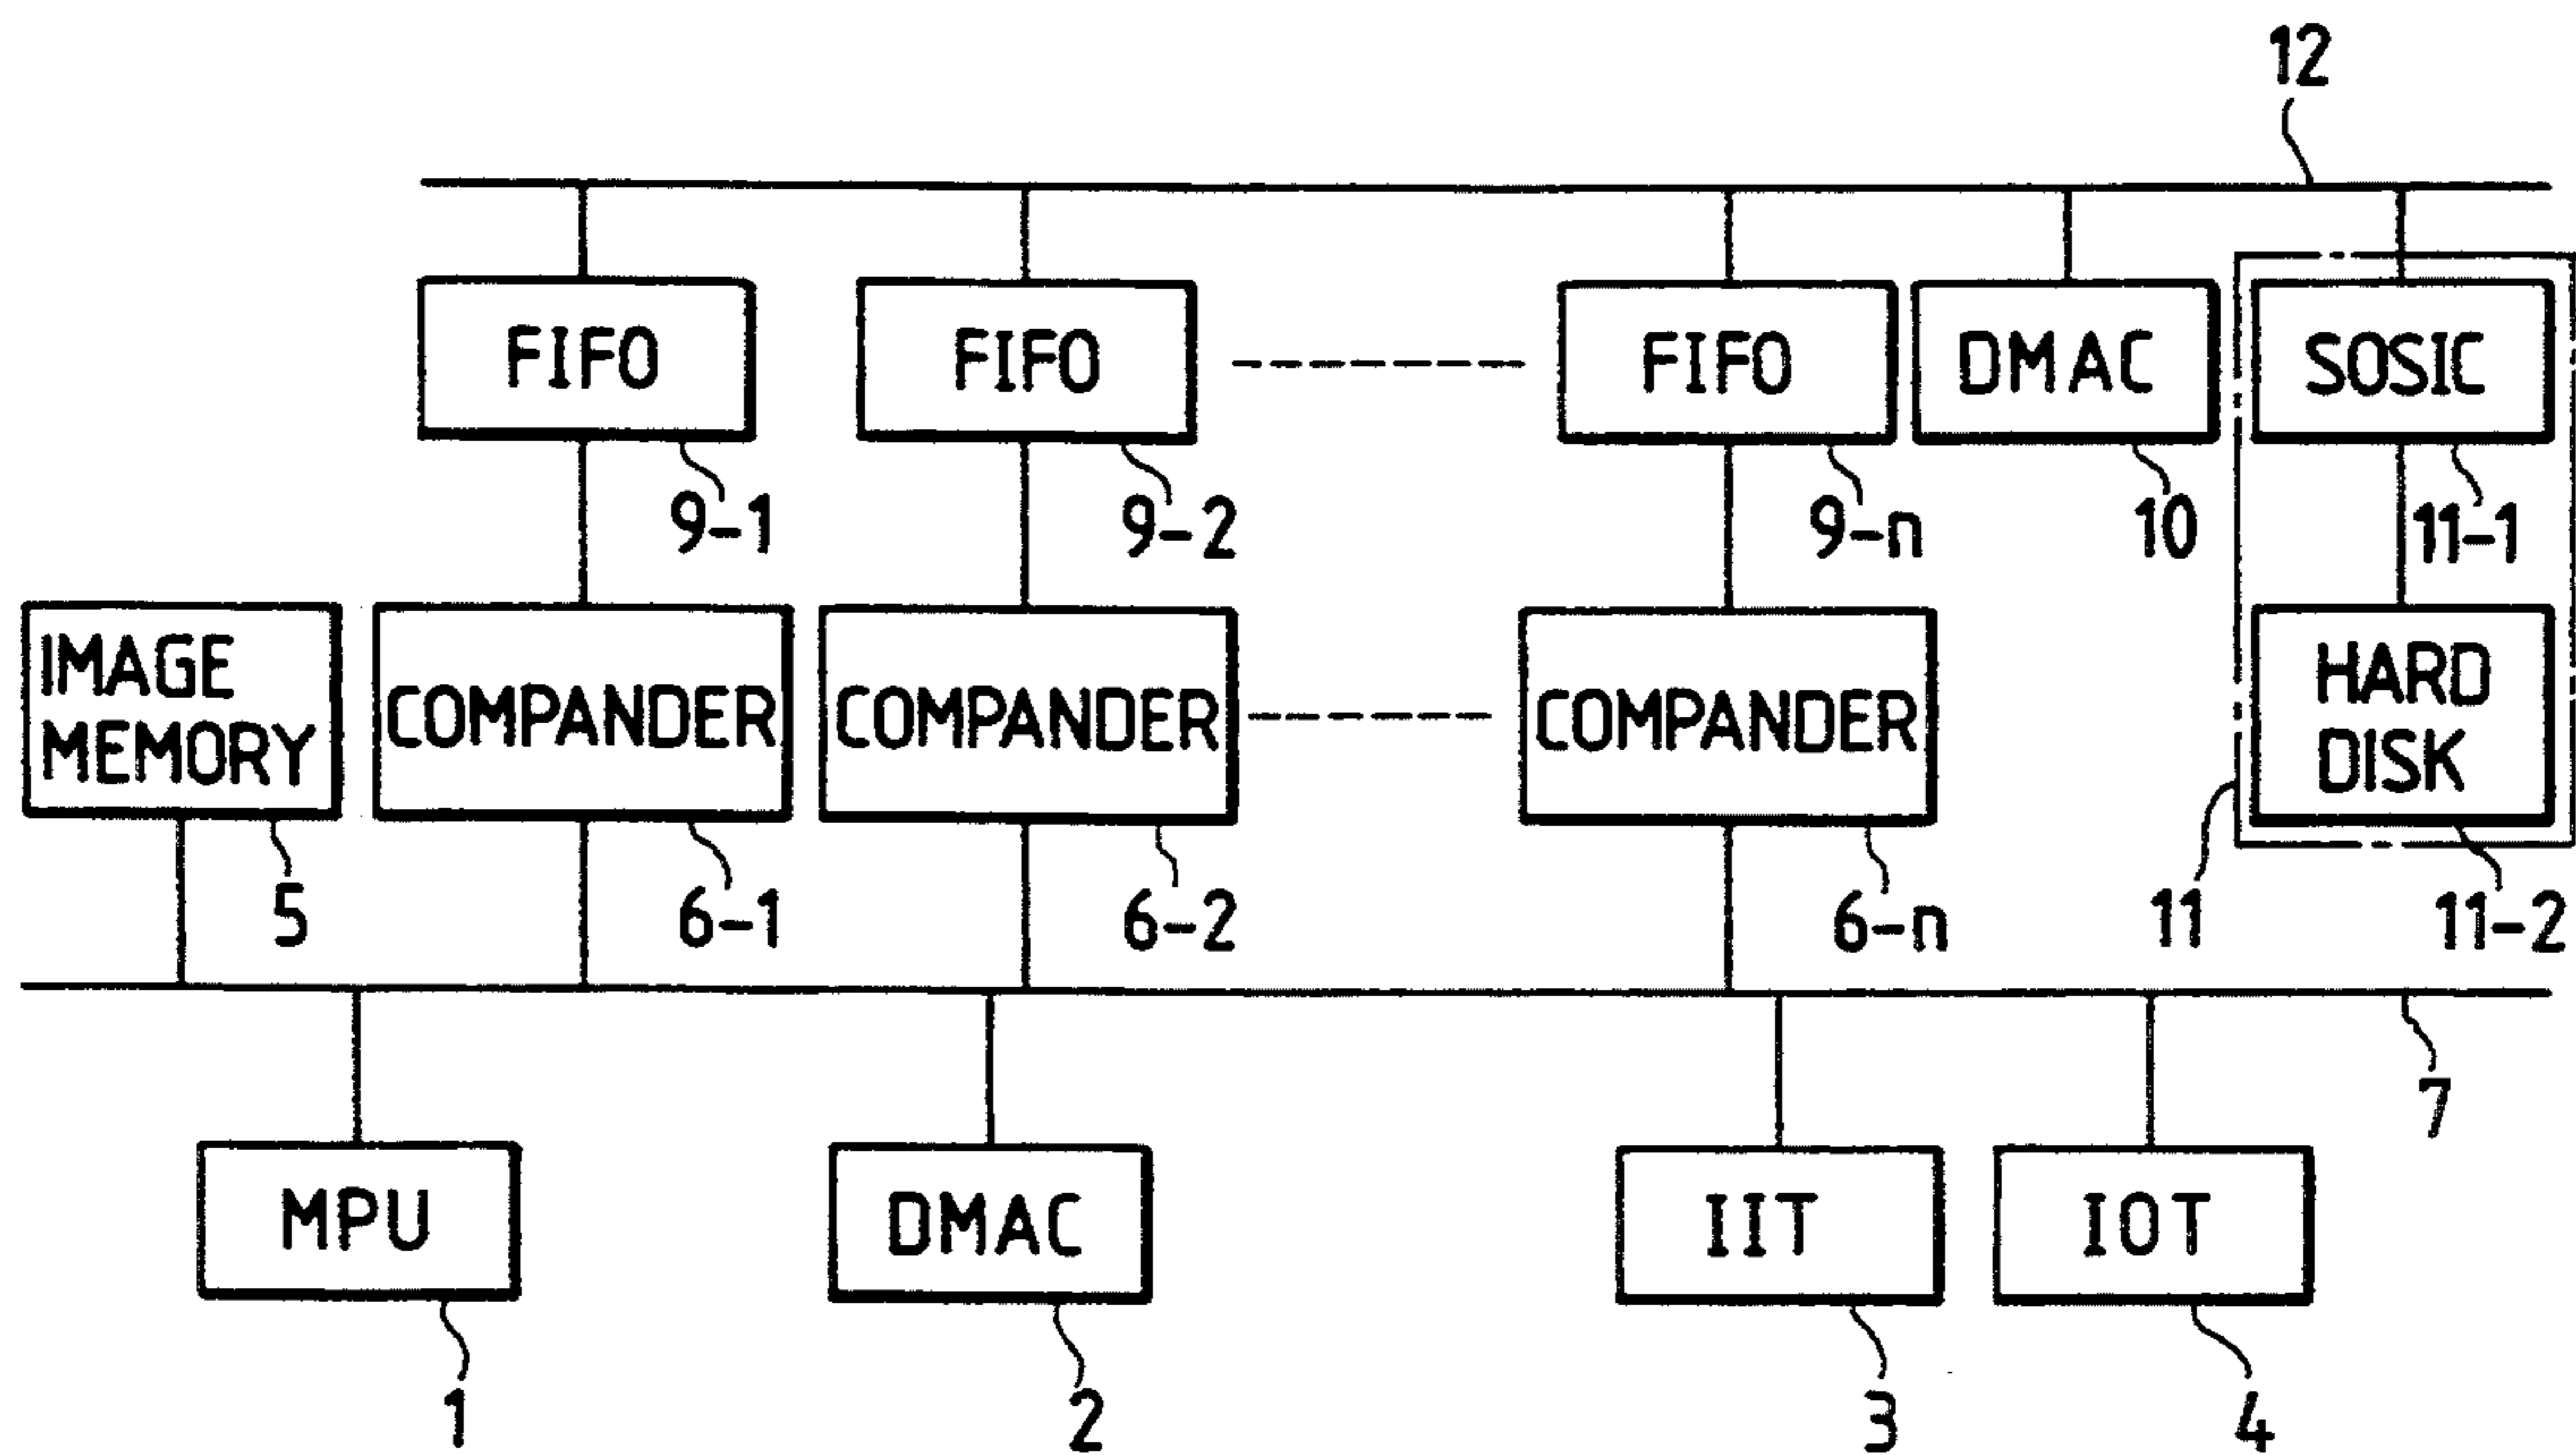 12
FIFO
FIFO
FIFO
DMAC
SOSIC
9-1
9-2
9-n
10
11-1
IMAGE
MEMORY
COMPANDER
COMPANDER
COMPANDER
HARD
DISK
5
6-1
6-2
6-n
11
11-2
7
MPU
DMAC
IIT
IOT
1
2
3
4